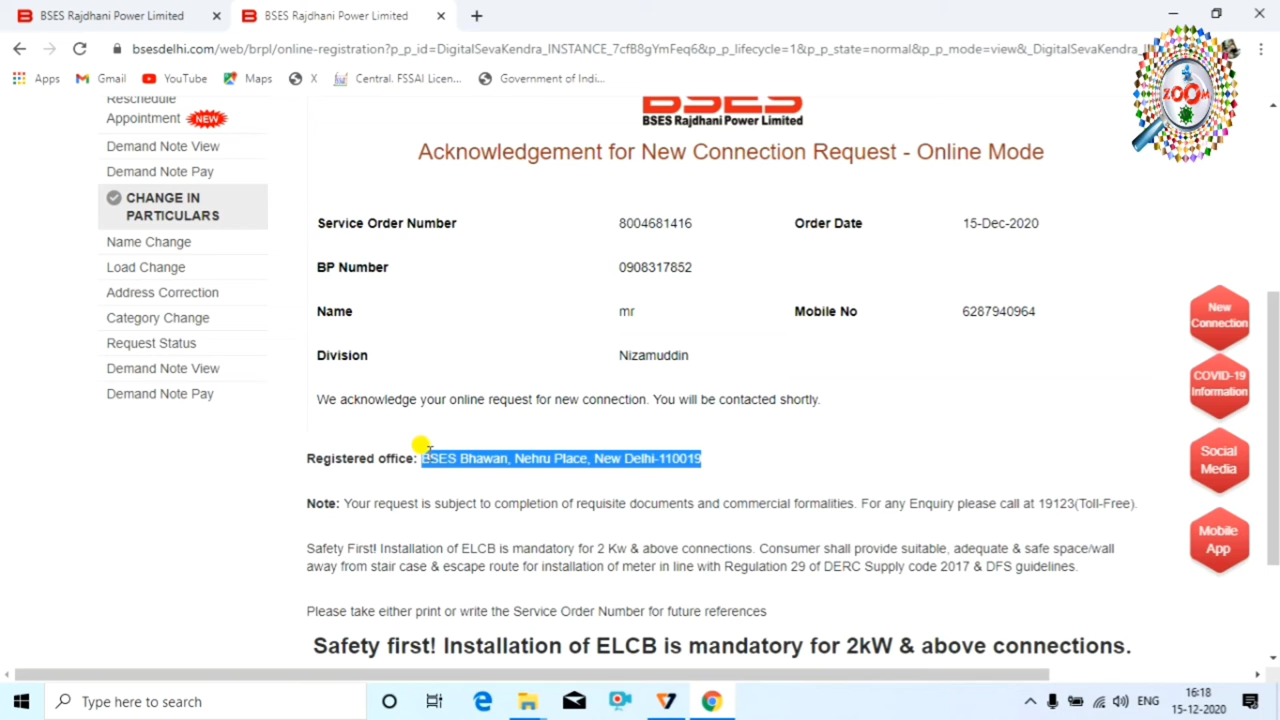 BSES Rajdhani Power Limited
BSES Rajdhani Power Limited
bsesdelhi.com/web/brpl/online-registration?p_p_id=DigitalSevaKendra_INSTANCE_7cfB8gYmFeq6&p_p_lifecycle=1&p_p_state=normal&p_p_mode=view&_DigitalSevaKendra_IN
Apps Gmail YouTube Maps X Central. FSSAI Licen... Government of Indi...
ZOOM
Reschedule
Appointment NEW
Demand Note View
Demand Note Pay
CHANGE IN
PARTICULARS
Name Change
Load Change
Address Correction
Category Change
Request Status
Demand Note View
Demand Note Pay
BSES
BSES Rajdhani Power Limited
Acknowledgement for New Connection Request - Online Mode
Service Order Number 8004681416 Order Date 15-Dec-2020
BP Number 0908317852
Name mr Mobile No 6287940964
Division Nizamuddin
We acknowledge your online request for new connection. You will be contacted shortly.
Registered office: BSES Bhawan, Nehru Place, New Delhi-110019
Note: Your request is subject to completion of requisite documents and commercial formalities. For any Enquiry please call at 19123(Toll-Free).
Safety First! Installation of ELCB is mandatory for 2 Kw & above connections. Consumer shall provide suitable, adequate & safe space/wall
away from stair case & escape route for installation of meter in line with Regulation 29 of DERC Supply code 2017 & DFS guidelines.
Please take either print or write the Service Order Number for future references
Safety first! Installation of ELCB is mandatory for 2kW & above connections.
New
Connection
COVID-19
Information
Social
Media
Mobile
App
Type here to search
ENG
16:18
15-12-2020